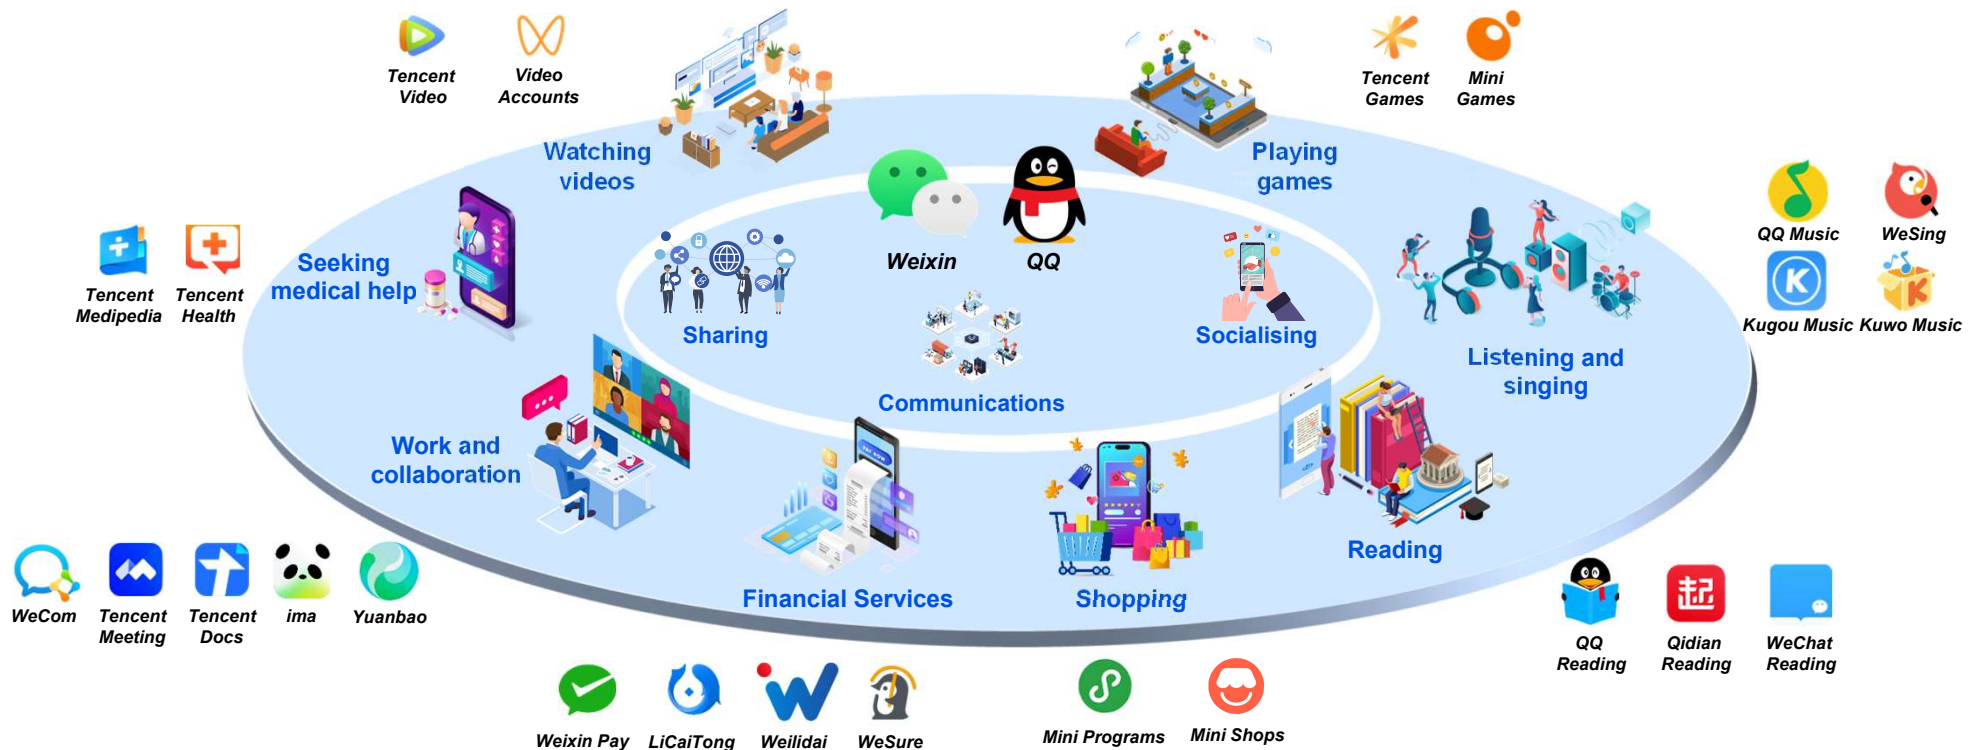 Tencent
Video
Video
Accounts
Tencent
Games
Mini
Games
Watching
videos
Playing
games
QQ Music
WeSing
Kugou Music
Kuwo Music
Tencent
Medipedia
Tencent
Health
Seeking
medical help
Weixin
QQ
Sharing
Socialising
Communications
Listening and
singing
Work and
collaboration
PAY NOW
Financial Services
Shopping
Reading
WeCom
Tencent
Meeting
Tencent
Docs
ima
Yuanbao
起
QQ
Reading
Qidian
Reading
WeChat
Reading
Weixin Pay
LiCaiTong
Weilidai
WeSure
Mini Programs
Mini Shops